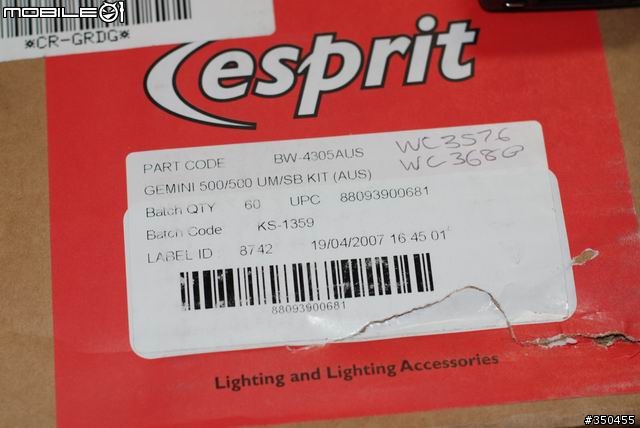 MOBILE01
*CR-GRDG*
esprit
PART CODE BW-4305AUS
WC3576
WC3680
GEMINI 500/500 UM/SB KIT (AUS)
Batch QTY 60 UPC 88093900681
Batch Code KS-1359
LABEL ID : 8742 19/04/2007 16:45:01
88093900681
Lighting and Lighting Accessories
#350455